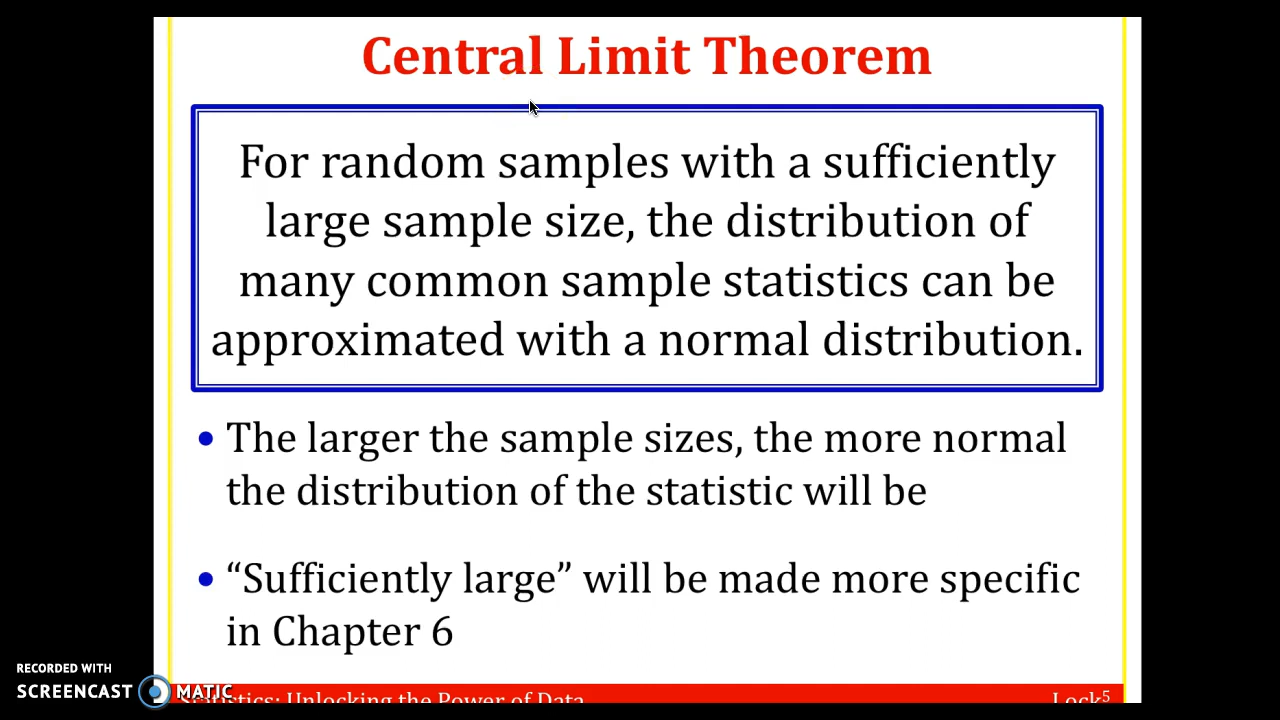 Central Limit Theorem
For random samples with a sufficiently
large sample size, the distribution of
many common sample statistics can be
approximated with a normal distribution.
• The larger the sample sizes, the more normal
the distribution of the statistic will be
• “Sufficiently large” will be made more specific
in Chapter 6
RECORDED WITH
SCREENCAST MATIC
Statistics: Unlocking the Power of Data
Lock5